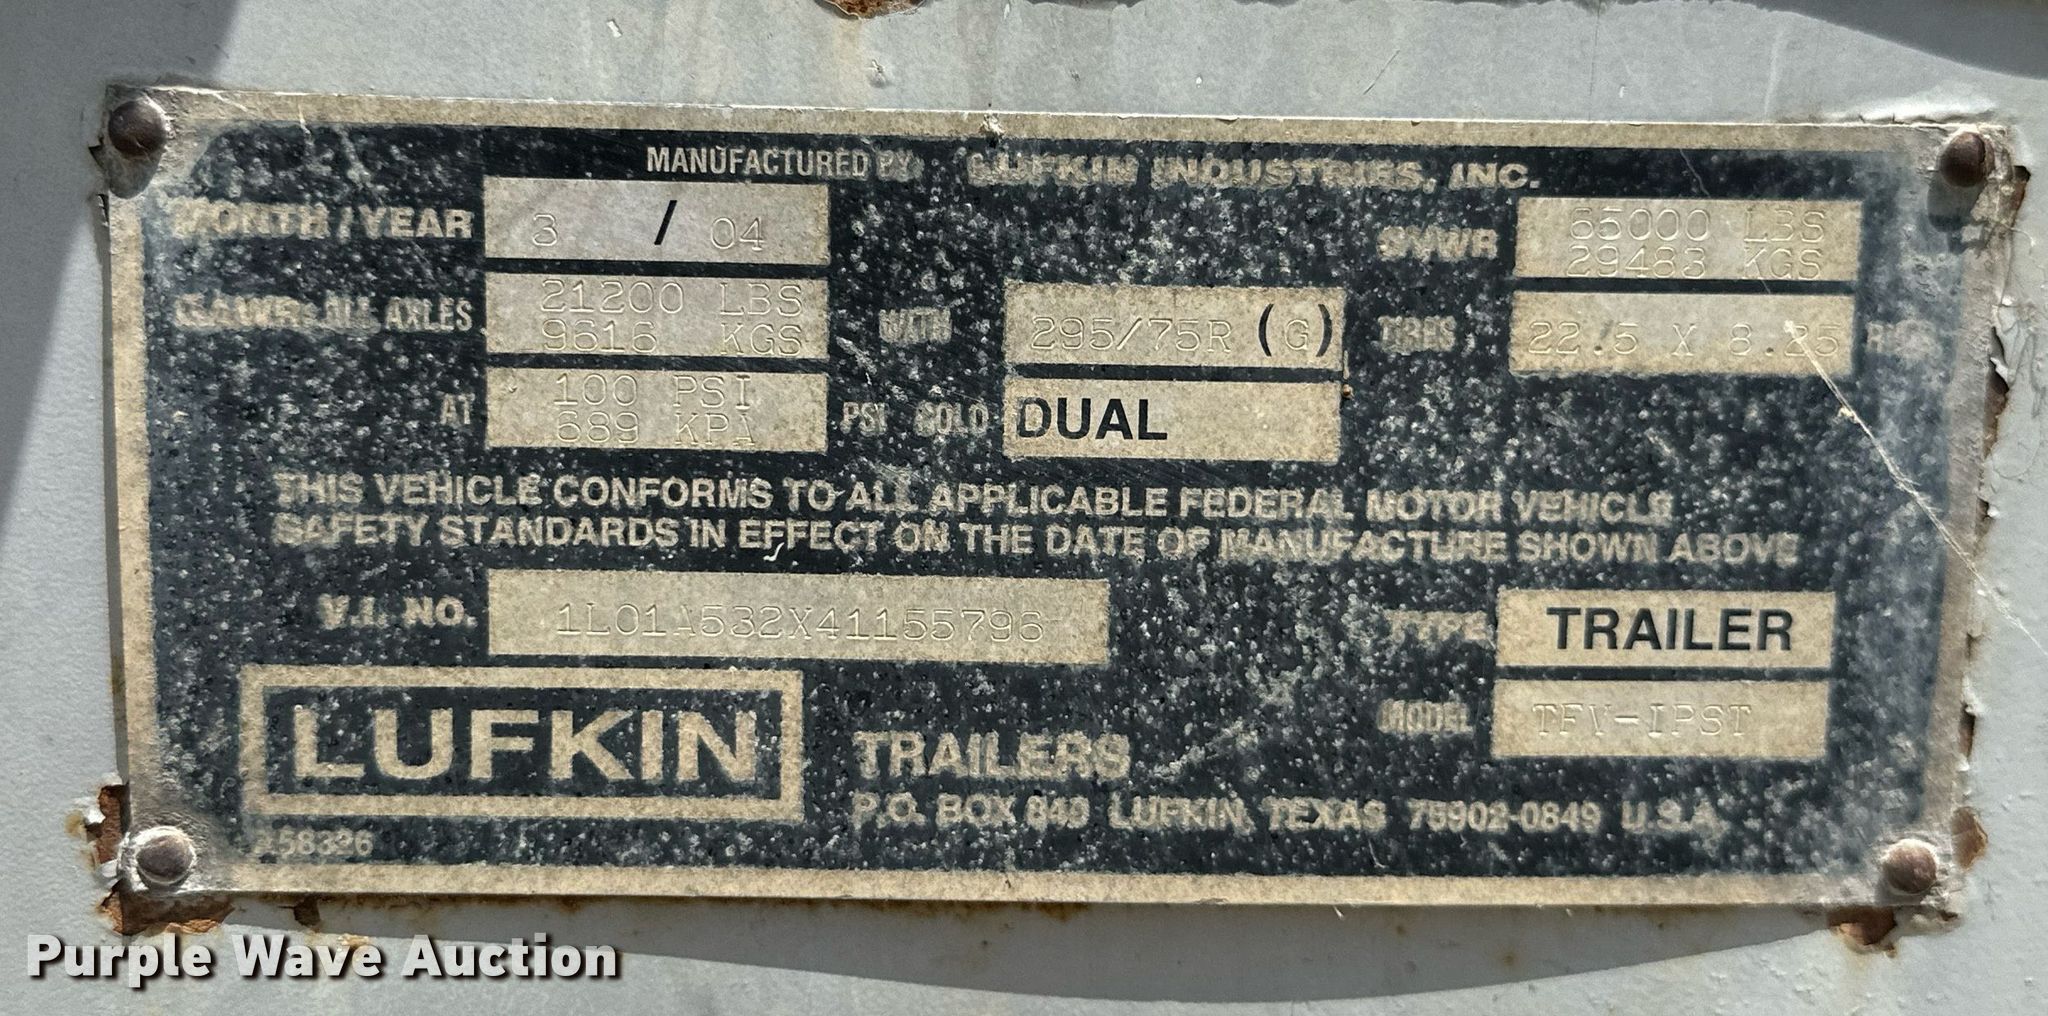 MANUFACTURED BY LUFKIN INDUSTRIES, INC.
MONTH/YEAR 3 / 04 GVWR 65000 LBS 29483 KGS
GAWR ALL AXLES 21200 LBS 9616 KGS WITH 295/75R (G) TIRES 22.5 X 8.25 RIMS
AT 100 PSI 689 KPA PSI COLD DUAL
THIS VEHICLE CONFORMS TO ALL APPLICABLE FEDERAL MOTOR VEHICLE
SAFETY STANDARDS IN EFFECT ON THE DATE OF MANUFACTURE SHOWN ABOVE
V.I. NO. 1L01A532X41155796 TYPE TRAILER
MODEL TFV-IPST
LUFKIN TRAILERS
P.O. BOX 849 LUFKIN, TEXAS 75902-0849 U.S.A.
A58326
Purple Wave Auction